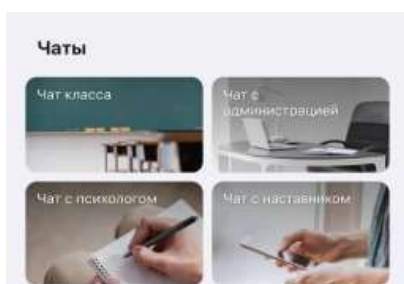 Чаты
Чат класса
Чат с
администрацией
Чат с психологом
Чат с наставником